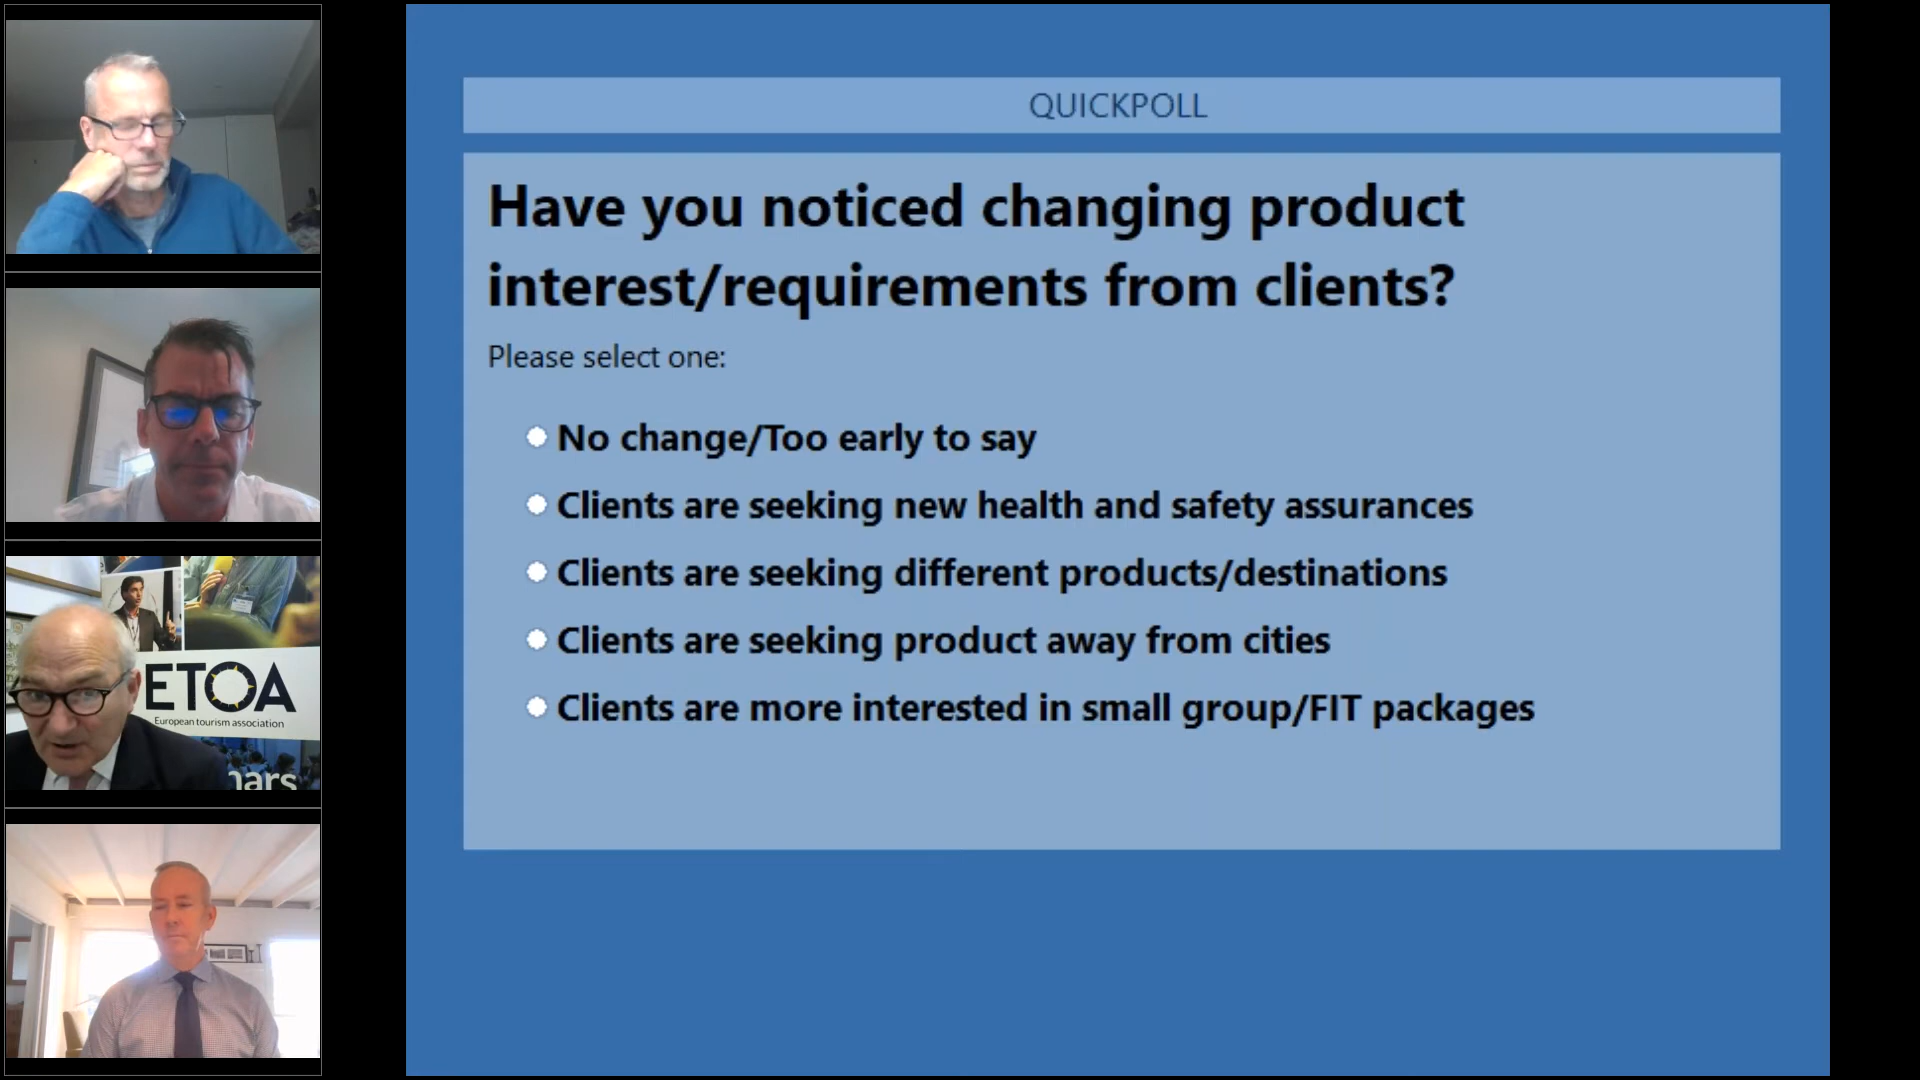 QUICKPOLL
Have you noticed changing product
interest/requirements from clients?
Please select one:
No change/Too early to say
Clients are seeking new health and safety assurances
Clients are seeking different products/destinations
Clients are seeking product away from cities
Clients are more interested in small group/FIT packages
ETOA
European tourism association
nars